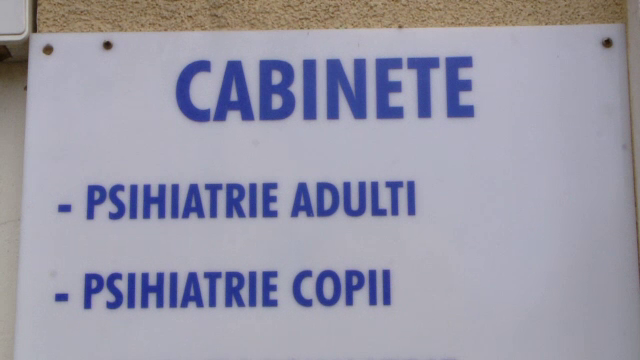 CABINETE
- PSIHIATRIE ADULTI
- PSIHIATRIE COPII